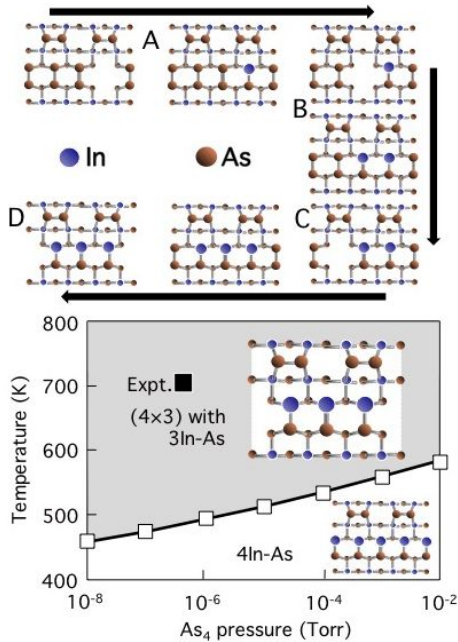 A
B
In
As
D
C
800
700
600
500
400
Temperature (K)
Expt.
(4×3) with
3In-As
4In-As
10⁻⁸
10⁻⁶
10⁻⁴
10⁻²
As₄ pressure (Torr)